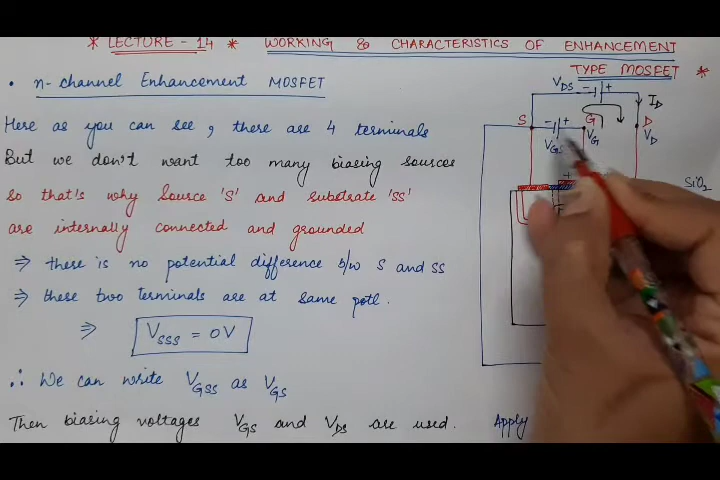 * LECTURE - 14 * WORKING & CHARACTERISTICS OF ENHANCEMENT
TYPE MOSFET *
• n-channel Enhancement MOSFET
Here as you can see, there are 4 terminals
But we don't want too many biasing sources
so that's why Source 'S' and substrate 'SS'
are internally connected and grounded
⇒ there is no potential difference b/w S and SS
⇒ these two terminals are at same potl.
⇒ VSSS = 0V
∴ We can write VGSS as VGS
Then biasing voltages VGS and VDS are used. Apply
VDS - +
ID
S - + G D
VGS VG VD
+
SiO2